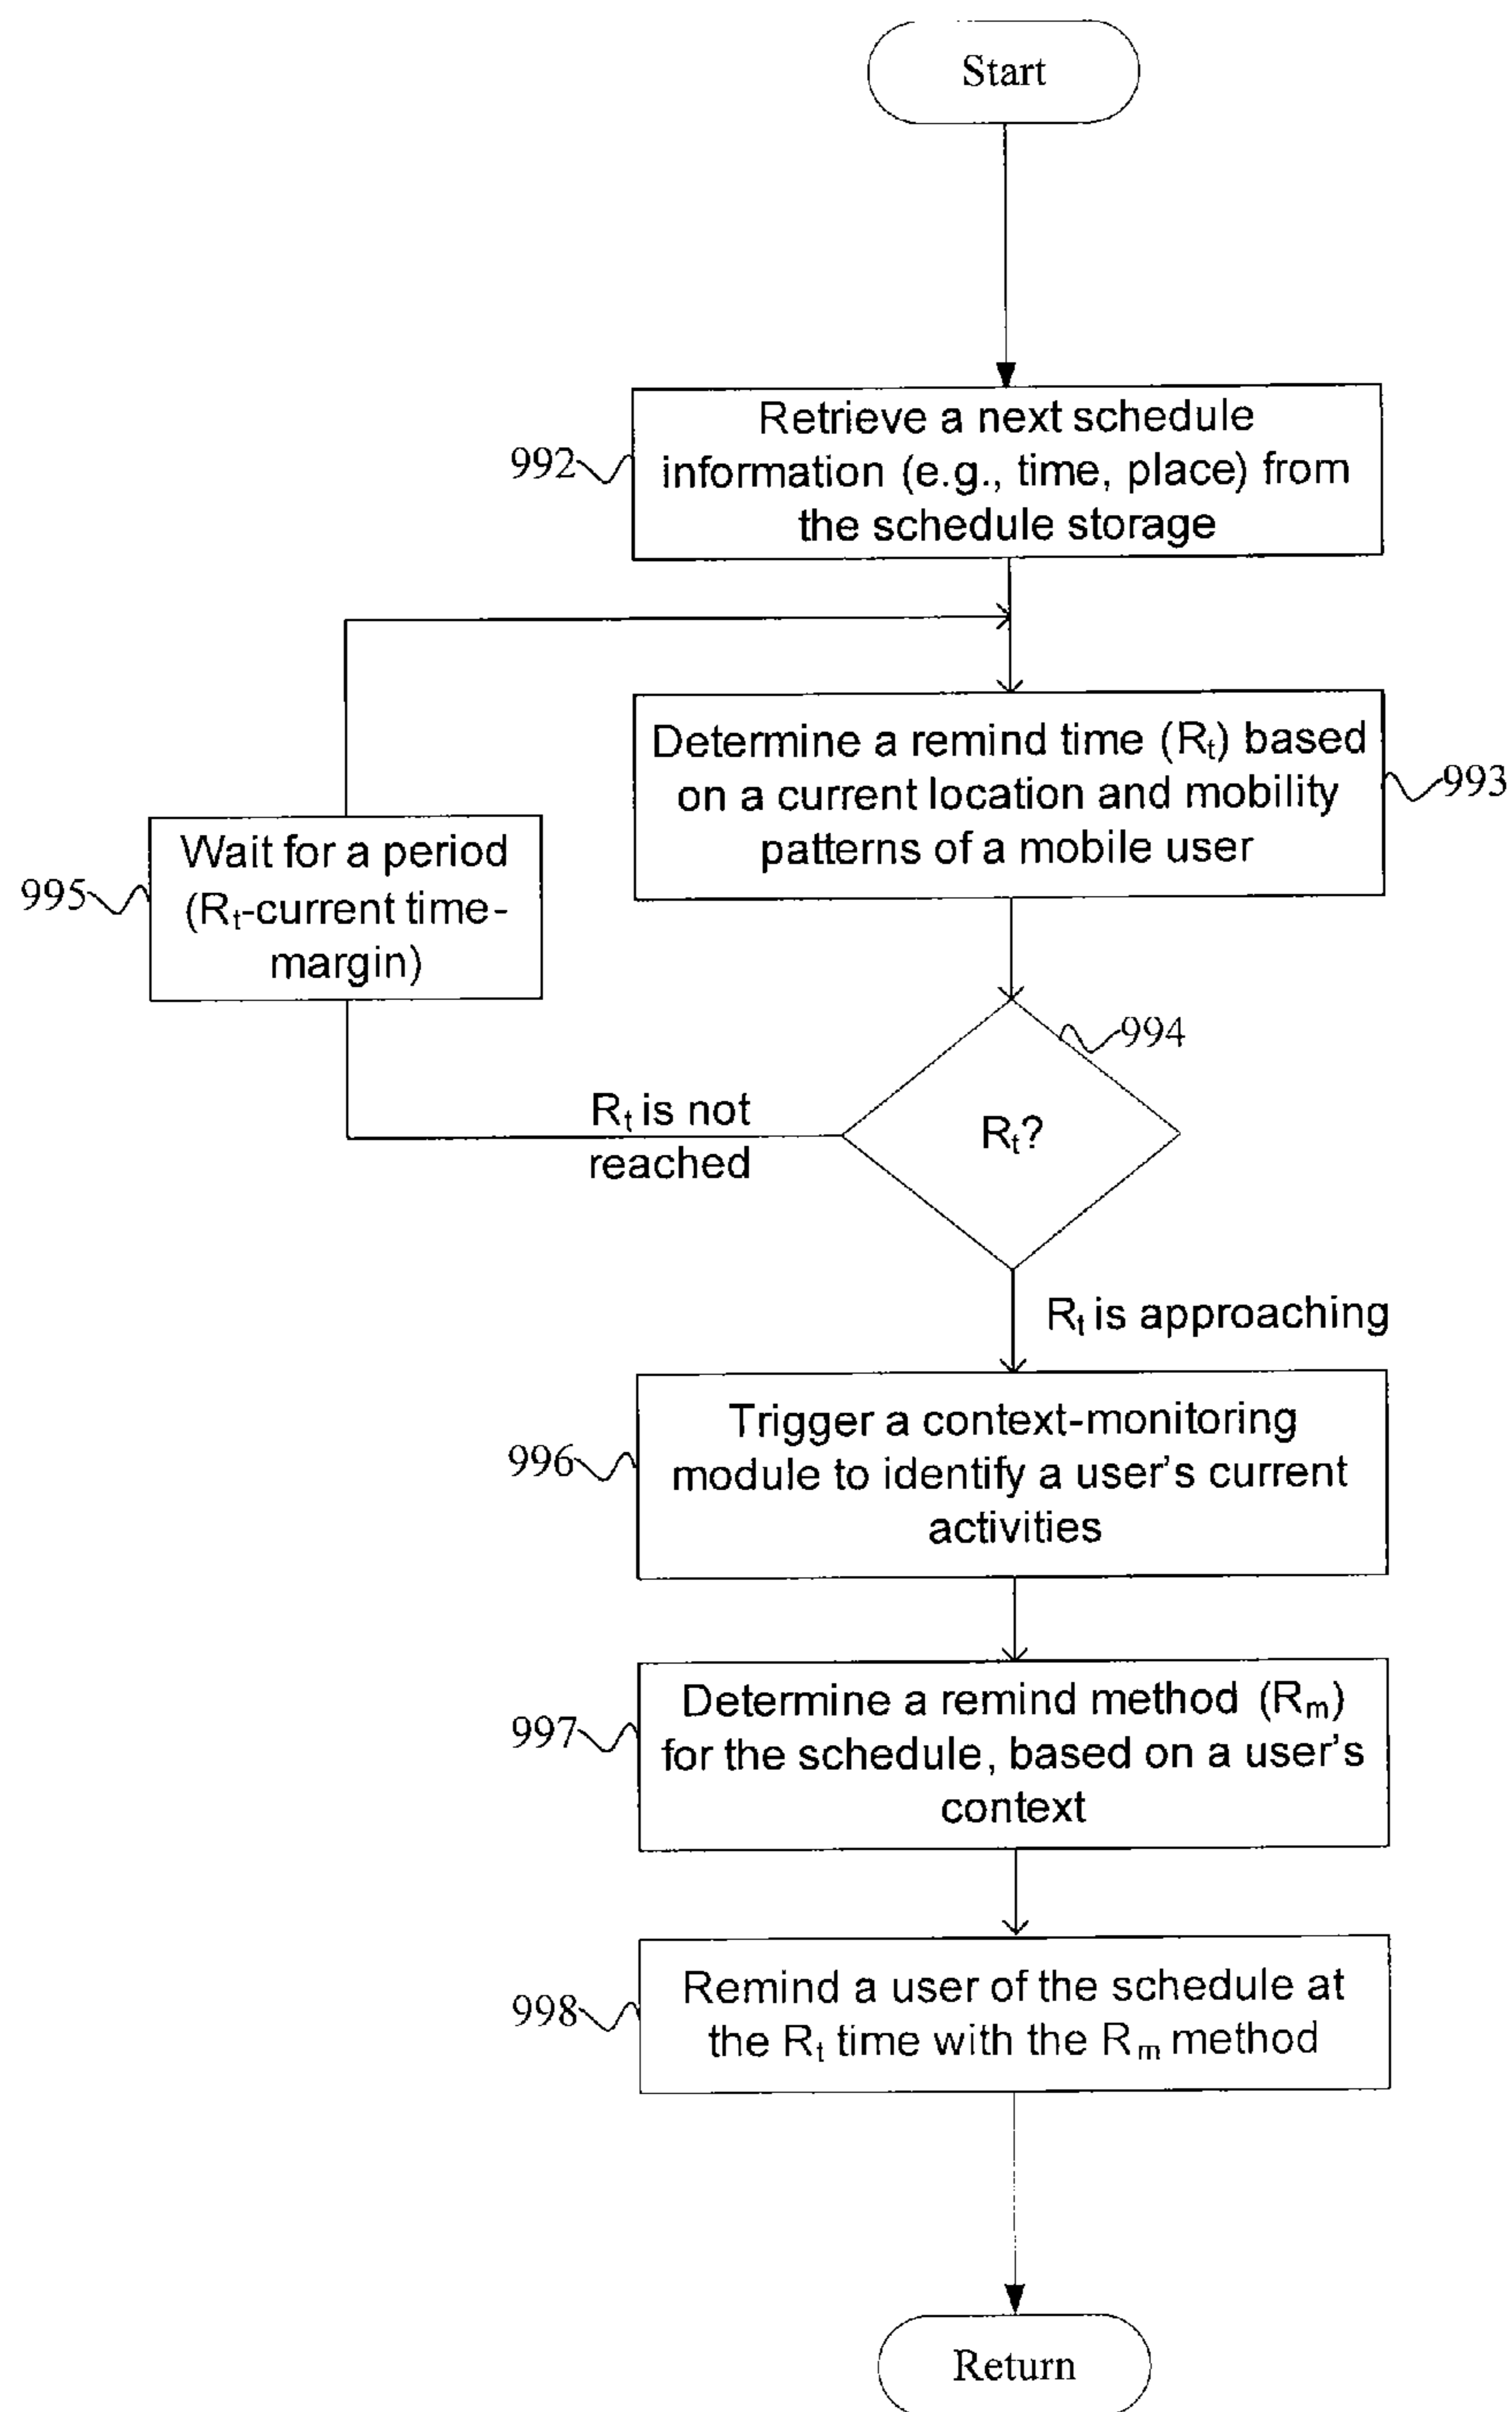 Start
992
Retrieve a next schedule
information (e.g., time, place) from
the schedule storage
Determine a remind time (Rt) based
on a current location and mobility
patterns of a mobile user
993
995
Wait for a period
(Rt-current time-
margin)
994
Rt?
Rt is not
reached
Rt is approaching
996
Trigger a context-monitoring
module to identify a user's current
activities
997
Determine a remind method (Rm)
for the schedule, based on a user's
context
998
Remind a user of the schedule at
the Rt time with the Rm method
Return